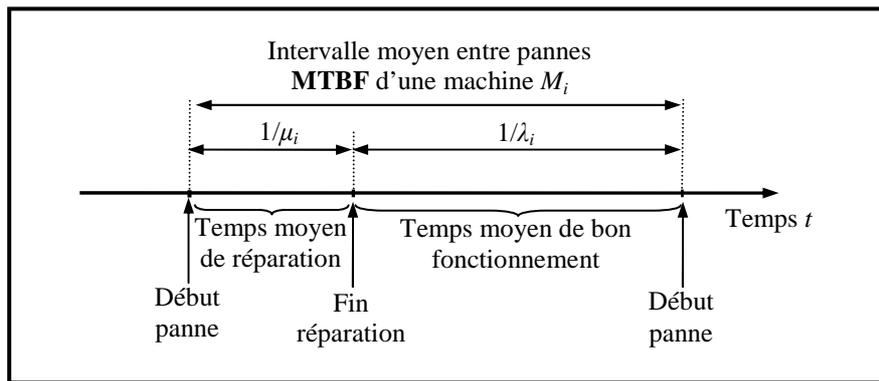 Intervalle moyen entre pannes
MTBF d'une machine Mi
1/μi
1/λi
Temps moyen de réparation
Temps moyen de bon fonctionnement
Temps t
Début panne
Fin réparation
Début panne